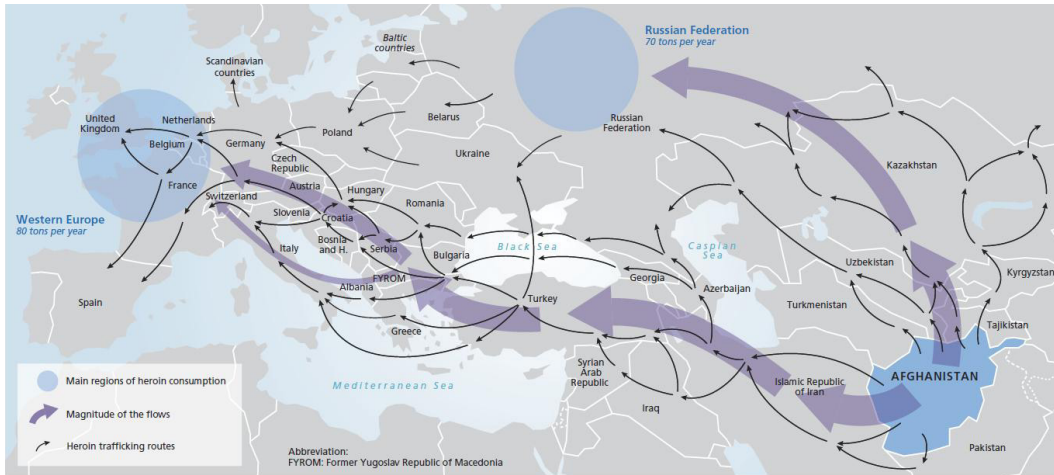 Baltic
countries
Russian Federation
70 tons per year
Scandinavian
countries
United
Kingdom
Netherlands
Belgium
Germany
Poland
Belarus
Russian
Federation
Ukraine
Czech
Republic
Kazakhstan
France
Austria
Hungary
Switzerland
Romania
Western Europe
80 tons per year
Slovenia
Croatia
Bosnia
and H.
Serbia
Italy
Bulgaria
Black Sea
Caspian
Sea
Uzbekistan
Kyrgyzstan
FYROM
Georgia
Azerbaijan
Albania
Spain
Turkey
Turkmenistan
Tajikistan
Greece
Syrian
Arab
Republic
Mediterranean Sea
Islamic Republic
of Iran
AFGHANISTAN
Iraq
Pakistan
Main regions of heroin consumption
Magnitude of the flows
Heroin trafficking routes
Abbreviation:
FYROM: Former Yugoslav Republic of Macedonia